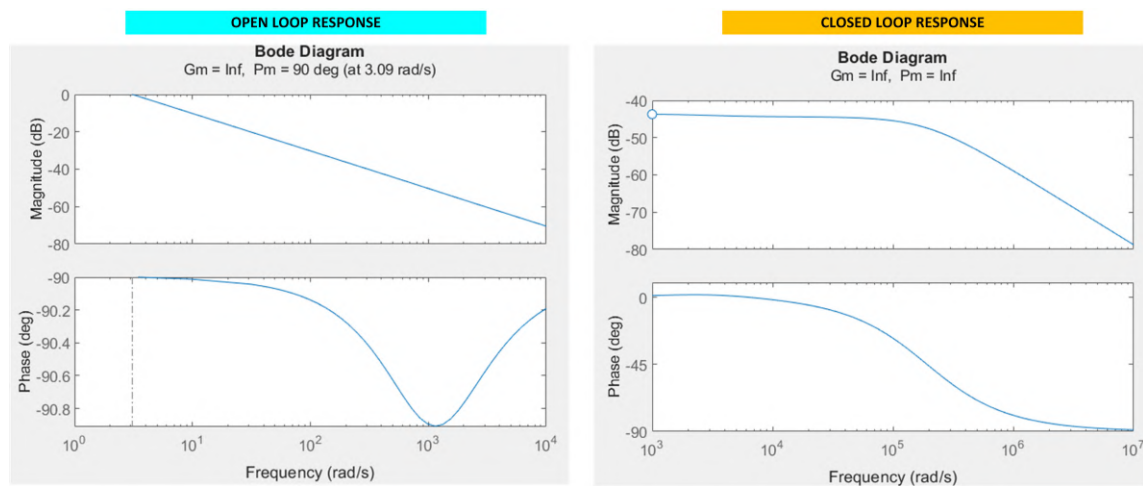 OPEN LOOP RESPONSE
Bode Diagram
Gm = Inf, Pm = 90 deg (at 3.09 rad/s)
0
-20
-40
-60
-80
Magnitude (dB)
-90
-90.2
-90.4
-90.6
-90.8
Phase (deg)
10^0
10^1
10^2
10^3
10^4
Frequency (rad/s)
CLOSED LOOP RESPONSE
Bode Diagram
Gm = Inf, Pm = Inf
-40
-50
-60
-70
-80
Magnitude (dB)
0
-45
-90
Phase (deg)
10^3
10^4
10^5
10^6
10^7
Frequency (rad/s)